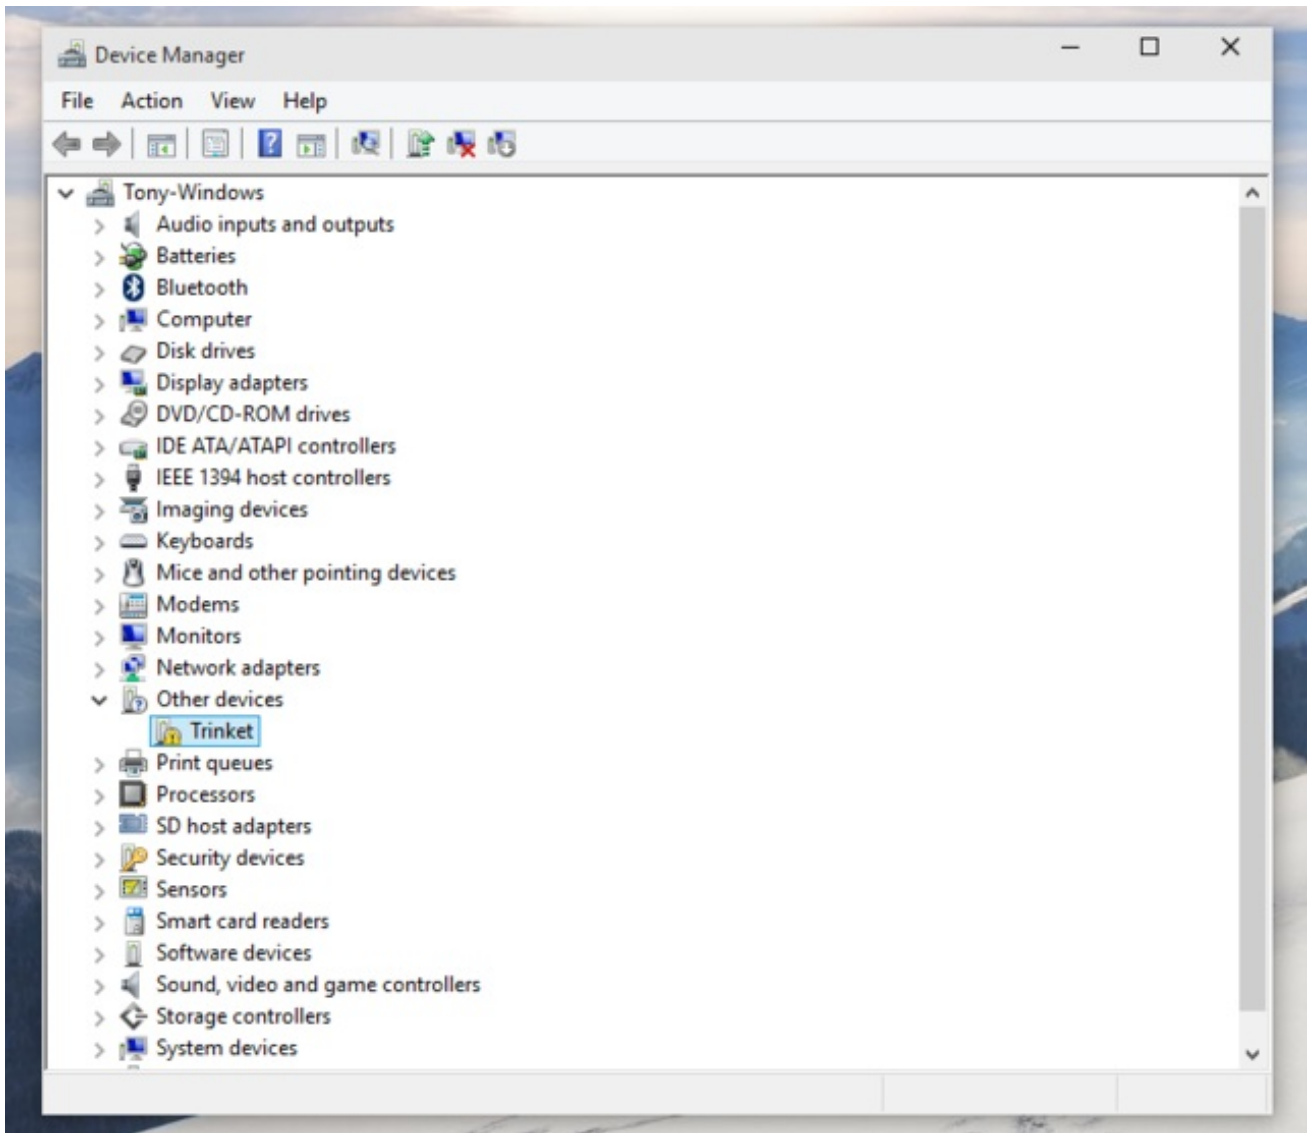 Device Manager
File Action View Help
Tony-Windows
Audio inputs and outputs
Batteries
Bluetooth
Computer
Disk drives
Display adapters
DVD/CD-ROM drives
IDE ATA/ATAPI controllers
IEEE 1394 host controllers
Imaging devices
Keyboards
Mice and other pointing devices
Modems
Monitors
Network adapters
Other devices
Trinket
Print queues
Processors
SD host adapters
Security devices
Sensors
Smart card readers
Software devices
Sound, video and game controllers
Storage controllers
System devices